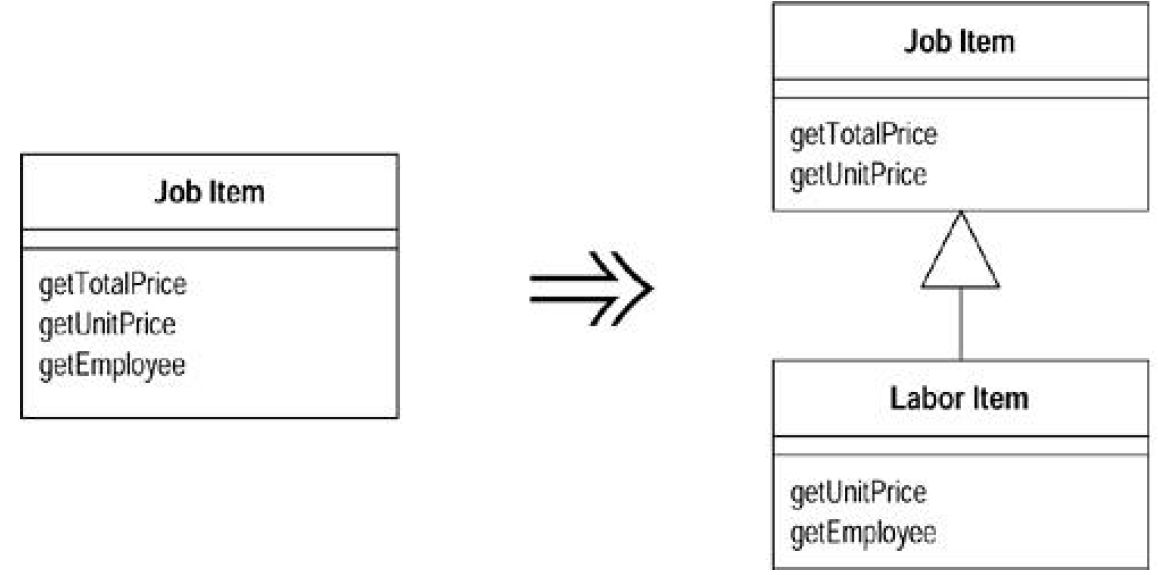 Job Item
getTotalPrice
getUnitPrice
getEmployee
Job Item
getTotalPrice
getUnitPrice
Labor Item
getUnitPrice
getEmployee